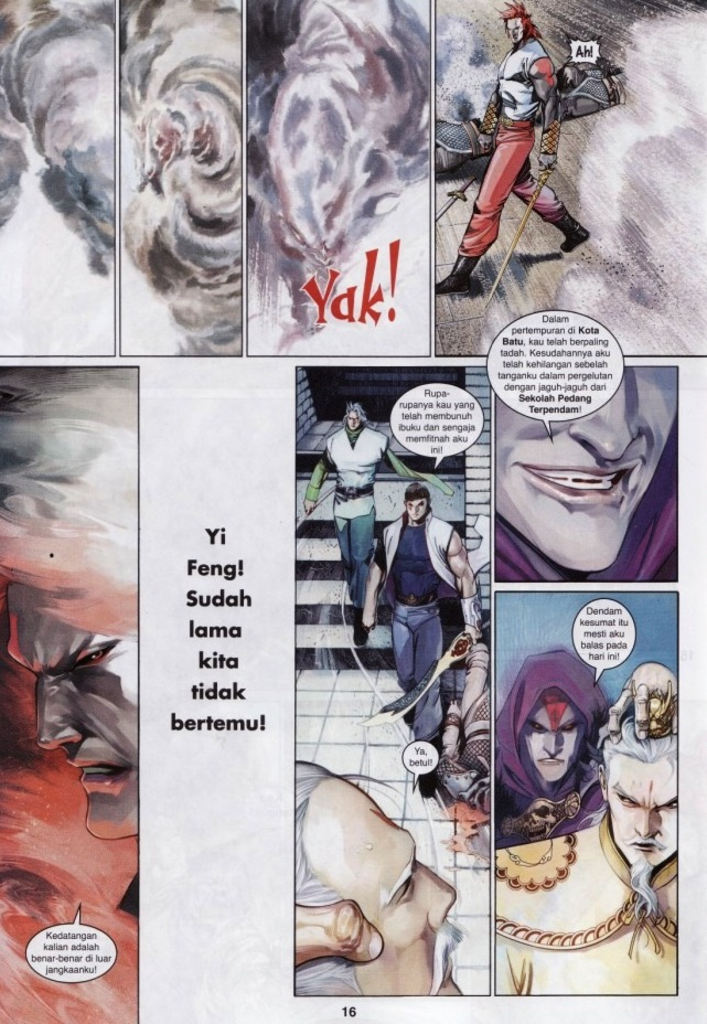 Yak!
Ah!
Dalam
pertempuran di Kota
Batu, kau telah berpaling
tadah. Kesudahannya aku
telah kehilangan sebelah
tanganku dalam pergelutan
dengan jaguh-jaguh dari
Sekolah Pedang
Terpendam!
Kedatangan
kalian adalah
benar-benar di luar
jangkaanku!
Yi
Feng!
Sudah
lama
kita
tidak
bertemu!
Rupa-
rupanya kau yang
telah membunuh
ibuku dan sengaja
memfitnah aku
ini!
Ya,
betul!
Dendam
kesumat itu
mesti aku
balas pada
hari ini!
16